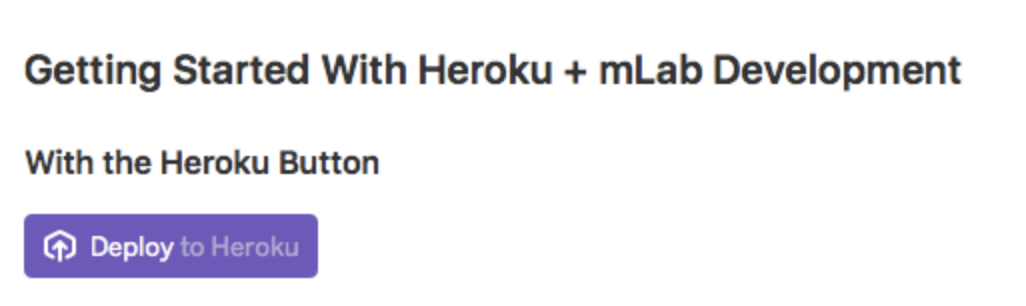 Getting Started With Heroku + mLab Development
With the Heroku Button
Deploy to Heroku